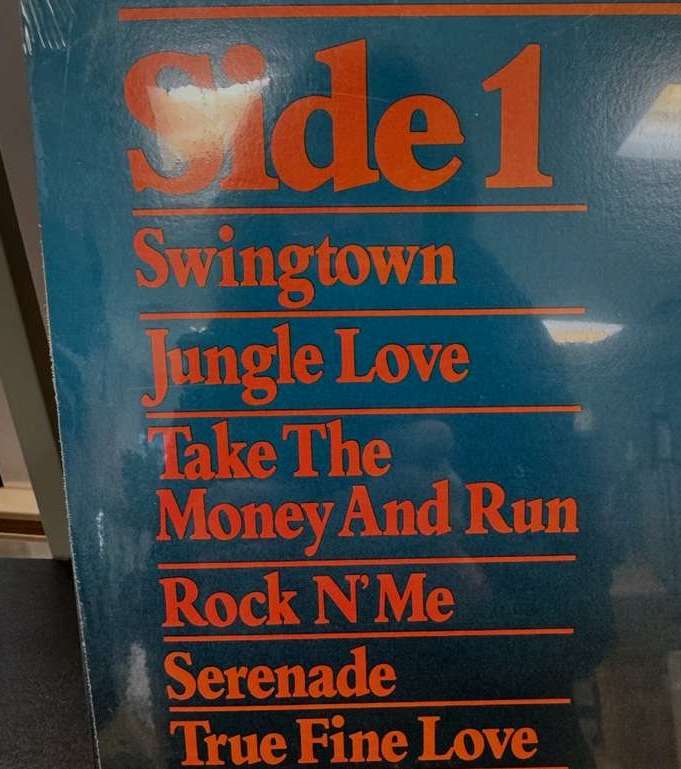 Side 1
Swingtown
Jungle Love
Take The
Money And Run
Rock N' Me
Serenade
True Fine Love